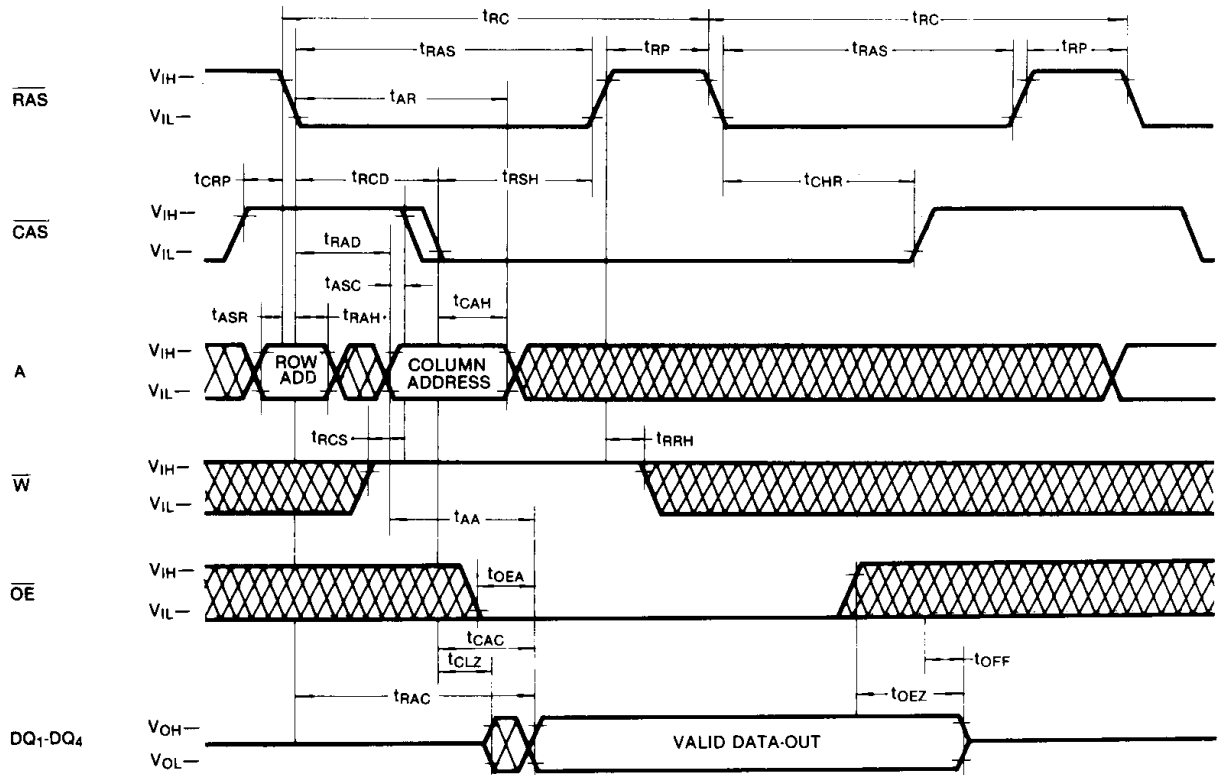 tRC tRC
tRAS tRP tRAS tRP
RAS VIH
tAR
VIL
tCRP tRCD tRSH tCHR
CAS VIH
tRAD
VIL
tASC
tASR tRAH tCAH
A VIH
ROW ADD COLUMN ADDRESS
VIL
tRCS tRRH
W VIH
VIL
tAA
OE VIH
tOEA
VIL
tCAC
tCLZ tOFF
tRAC tOEZ
DQ1-DQ4 VOH
VALID DATA-OUT
VOL